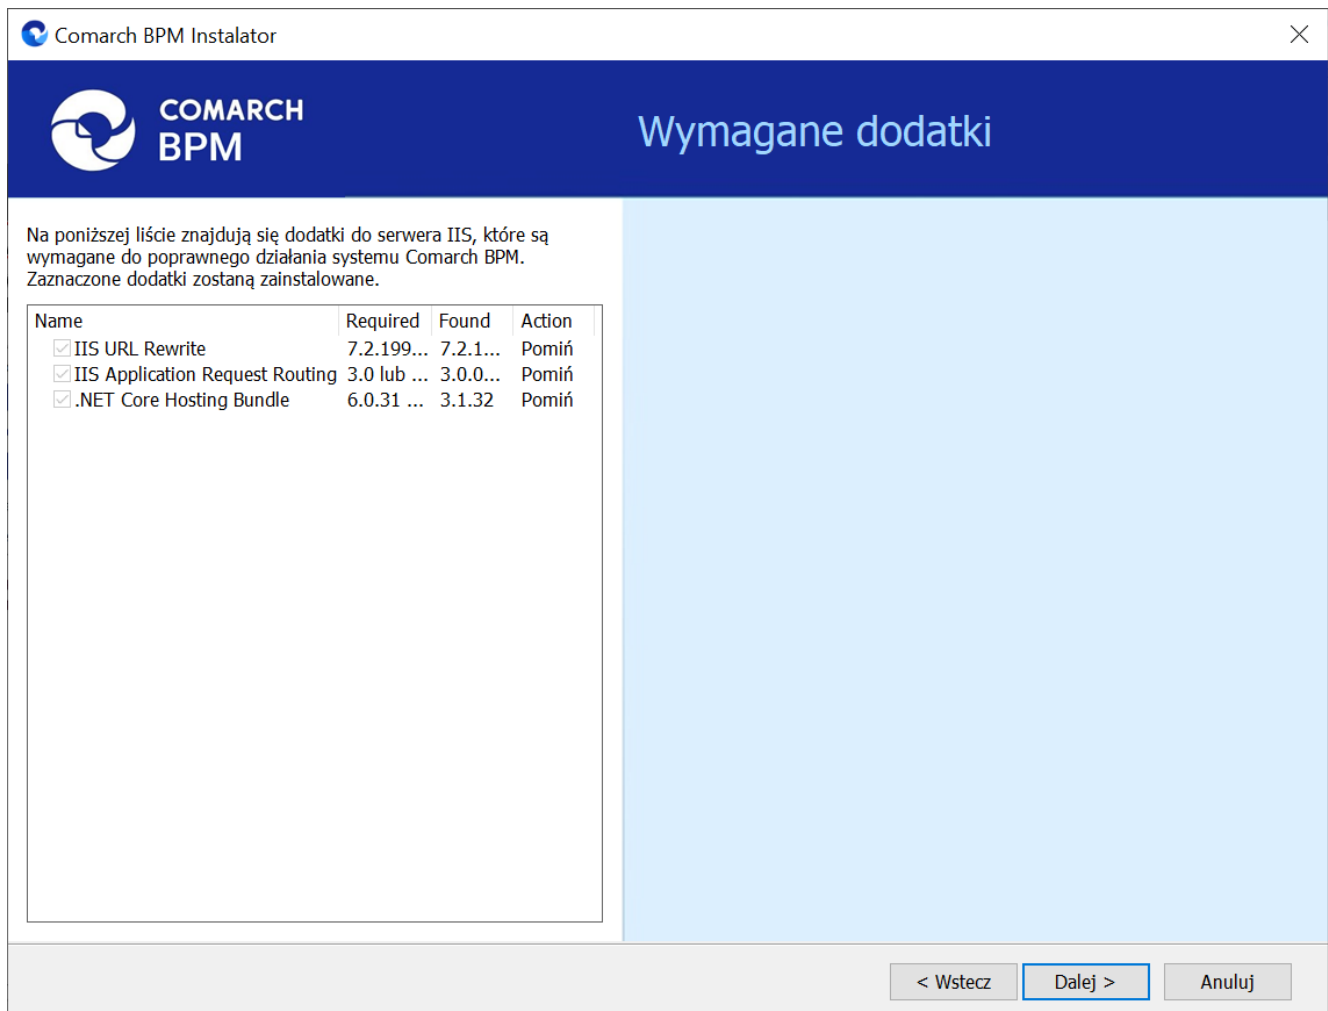 Comarch BPM Instalator
COMARCH
BPM
Wymagane dodatki
Na poniższej liście znajdują się dodatki do serwera IIS, które są
wymagane do poprawnego działania systemu Comarch BPM.
Zaznaczone dodatki zostaną zainstalowane.
Name Required Found Action
IIS URL Rewrite 7.2.199... 7.2.1... Pomiń
IIS Application Request Routing 3.0 lub ... 3.0.0... Pomiń
.NET Core Hosting Bundle 6.0.31 ... 3.1.32 Pomiń
< Wstecz Dalej > Anuluj